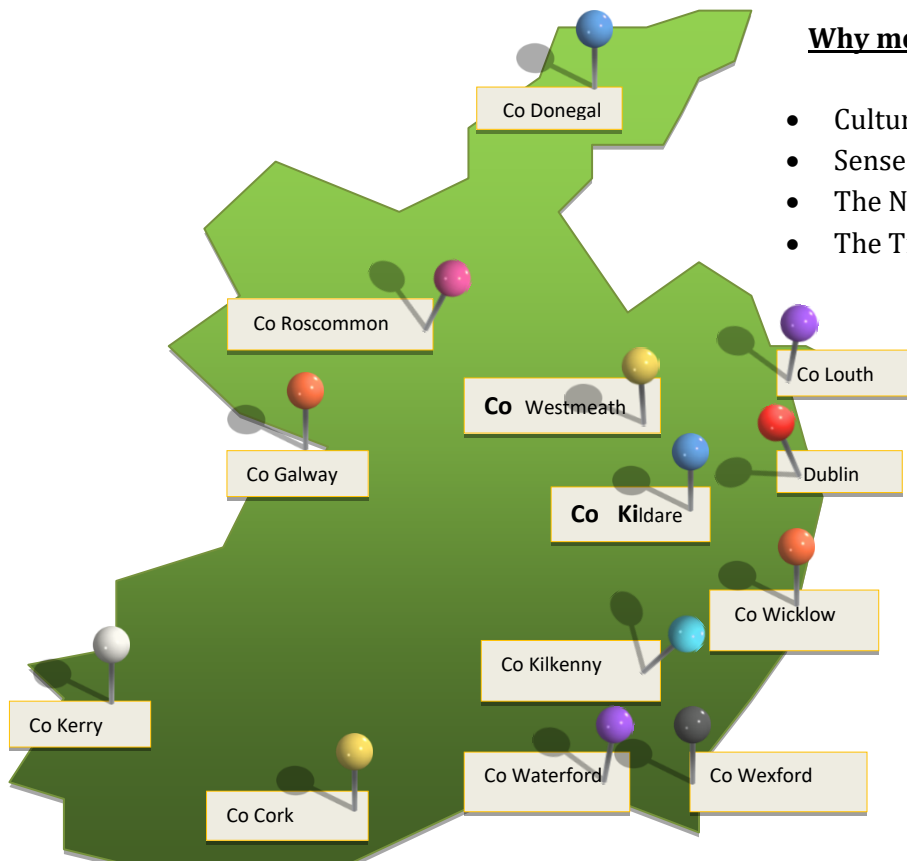 Why
Co Donegal
• Cultur
• Sense
• The N
• The T
Co Roscommon
Co Louth
Co Westmeath
Co Galway
Dublin
Co Kildare
Co Wicklow
Co Kilkenny
Co Kerry
Co Waterford
Co Wexford
Co Cork